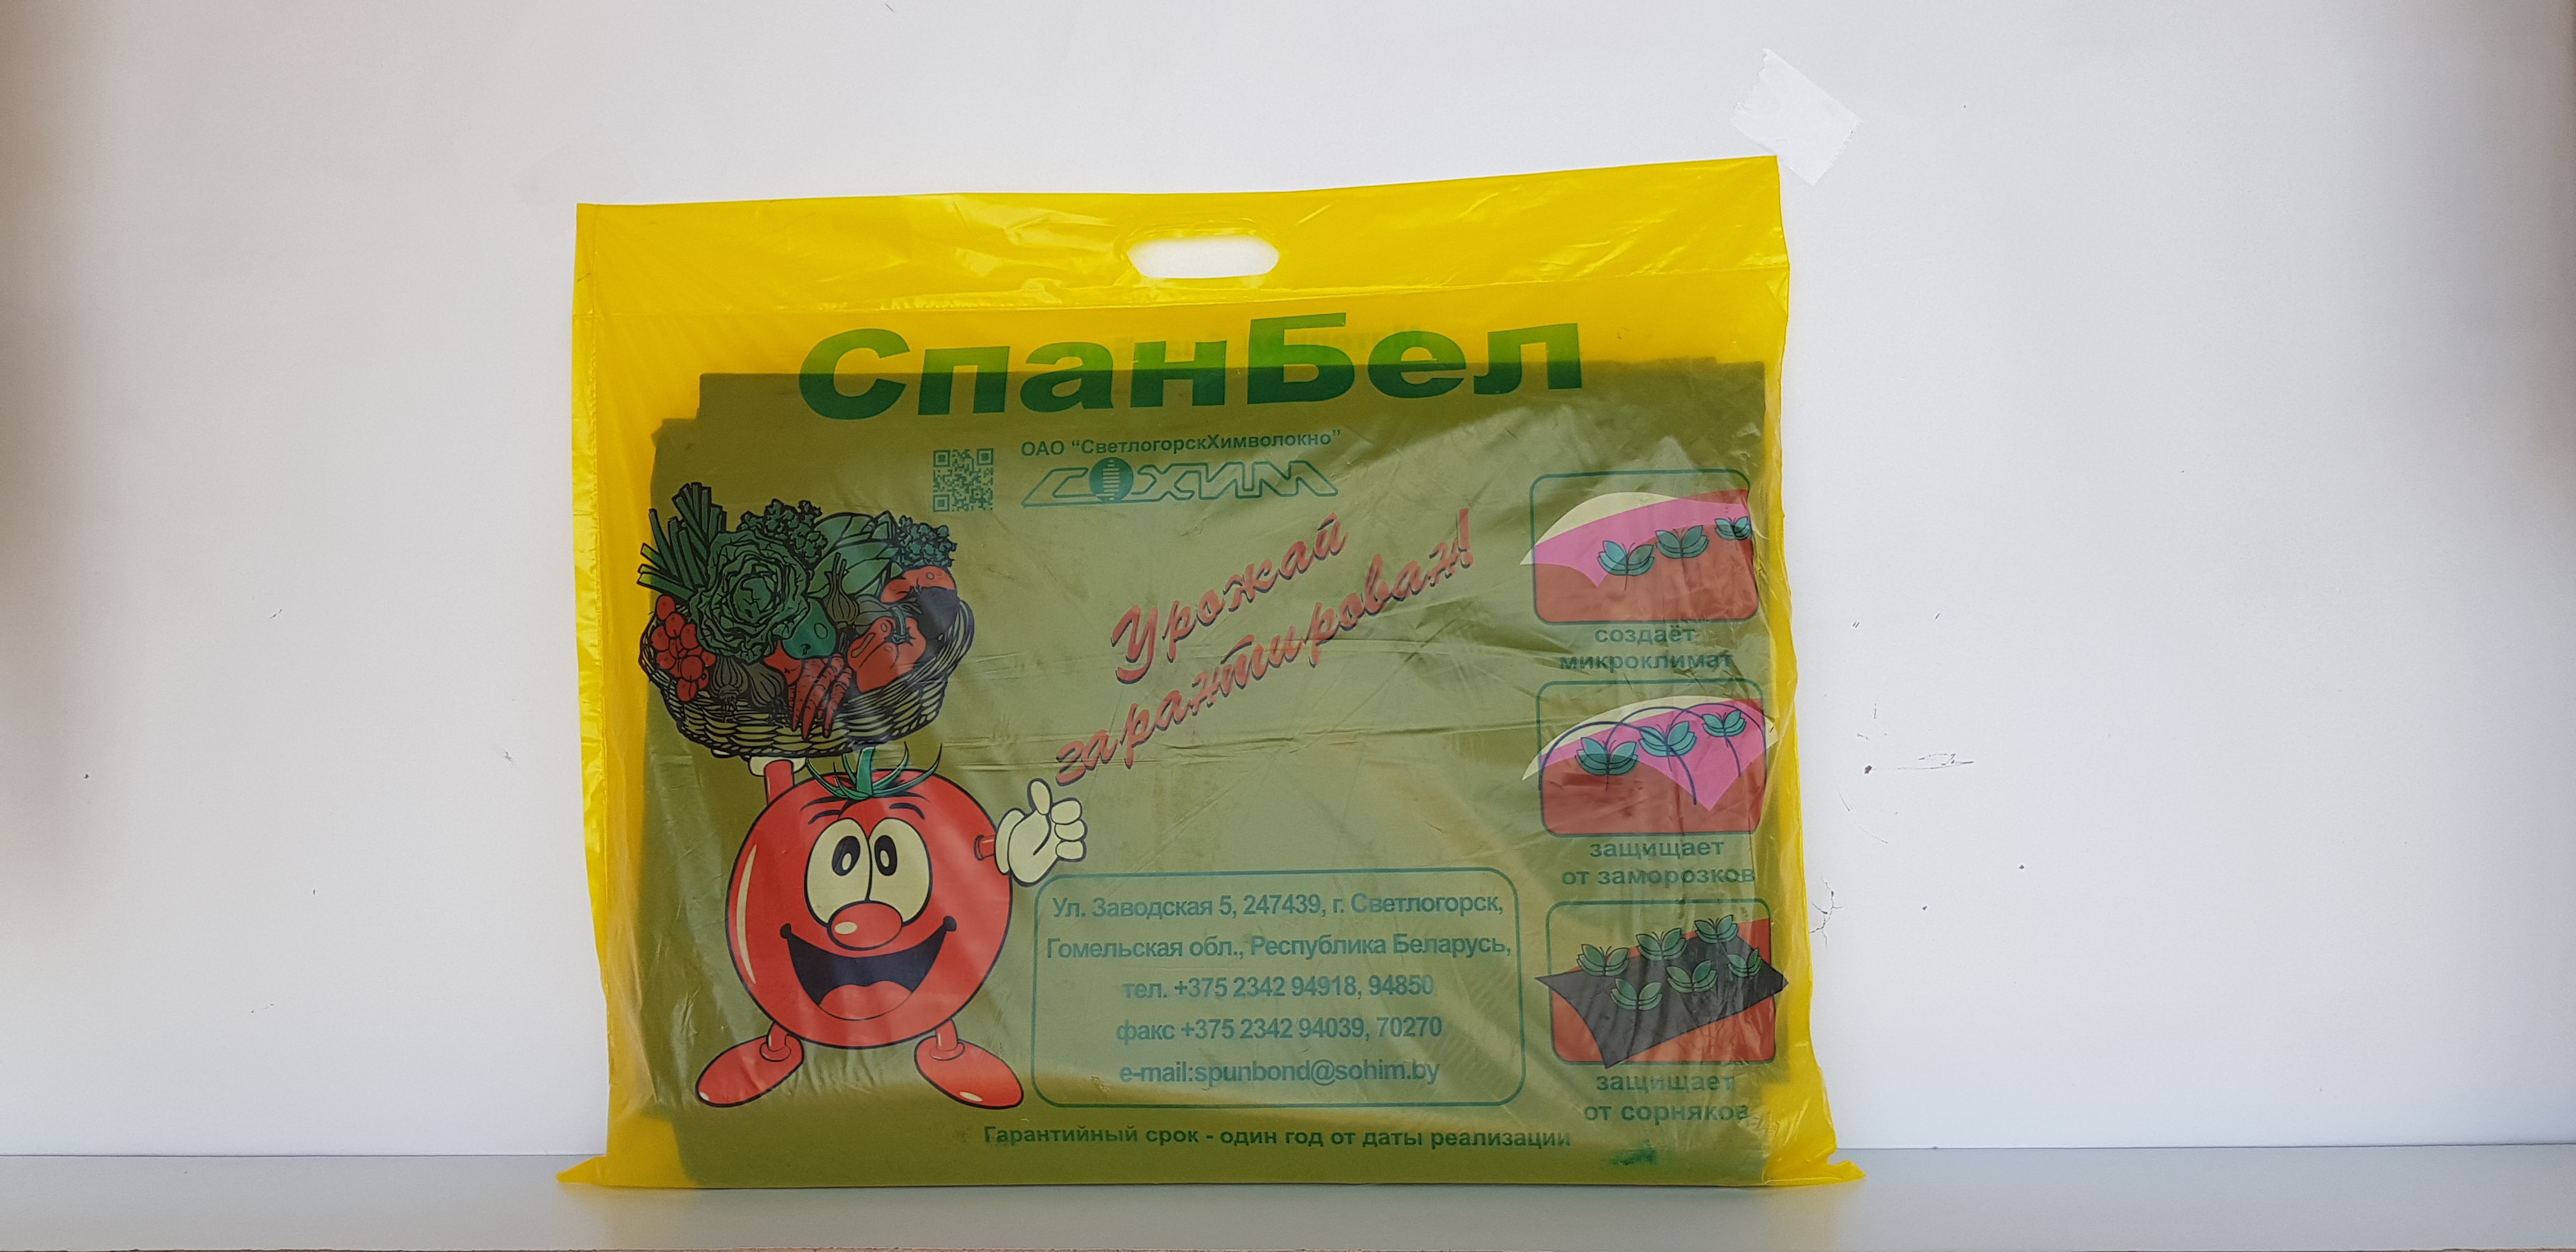 СпанБел
ОАО “СветлогорскХимволокно”
СОХИМ
Урожай
гарантирован!
создаёт
микроклимат
защищает
от заморозков
защищает
от сорняков
Ул. Заводская 5, 247439, г. Светлогорск,
Гомельская обл., Республика Беларусь,
тел. +375 2342 94918, 94850
факс +375 2342 94039, 70270
e-mail:spunbond@sohim.by
Гарантийный срок - один год от даты реализации